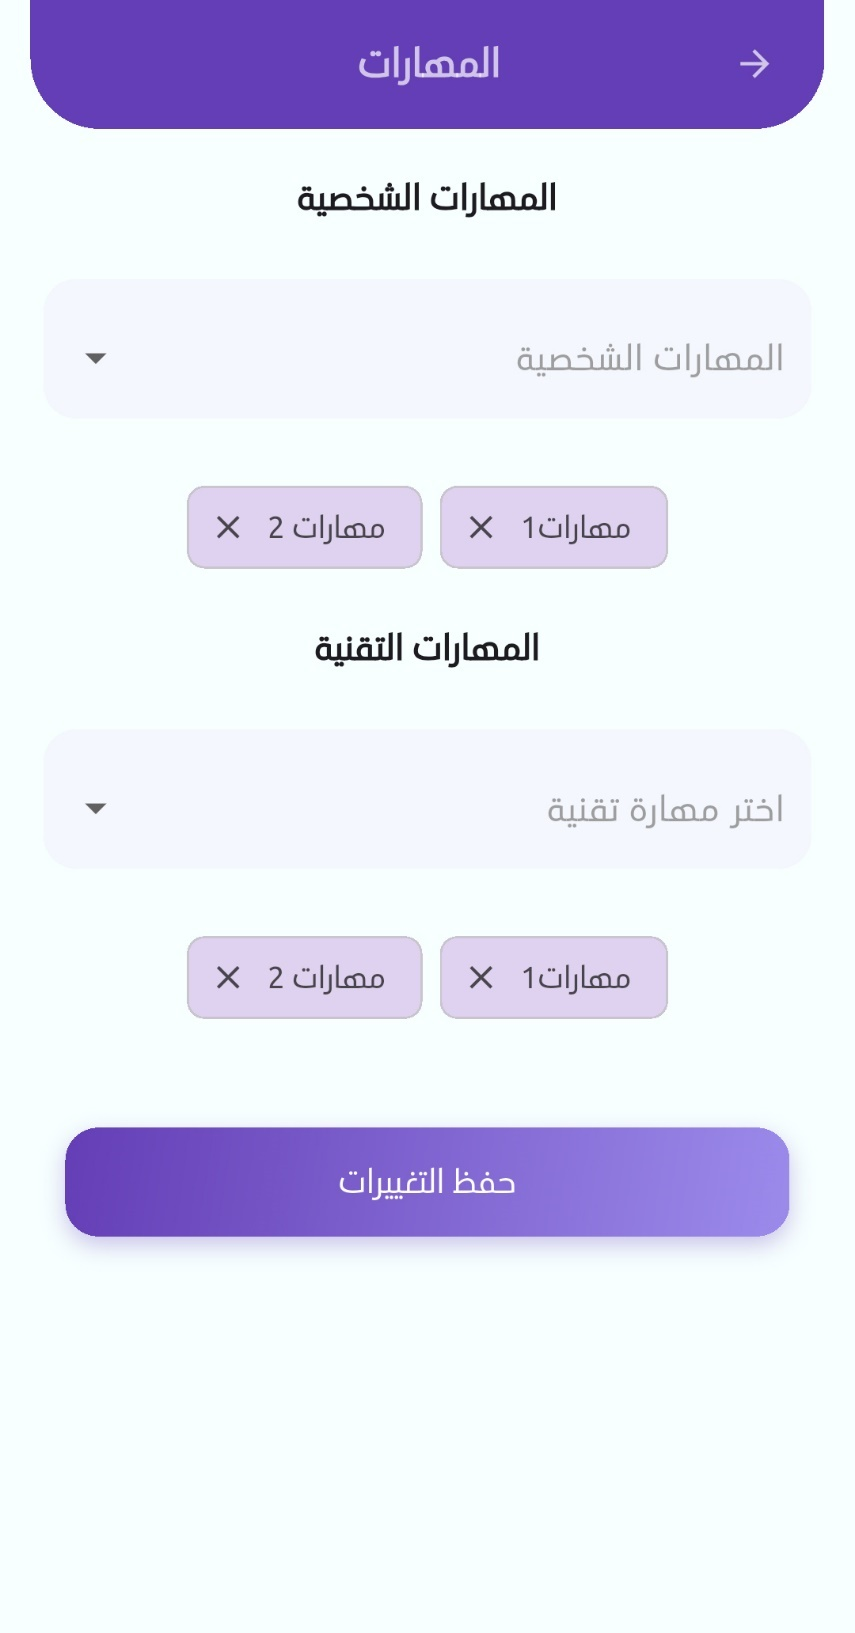 المهارات
المهارات الشخصية
المهارات الشخصية
مهارات1 مهارات 2
المهارات التقنية
اختر مهارة تقنية
مهارات1 مهارات 2
حفظ التغييرات